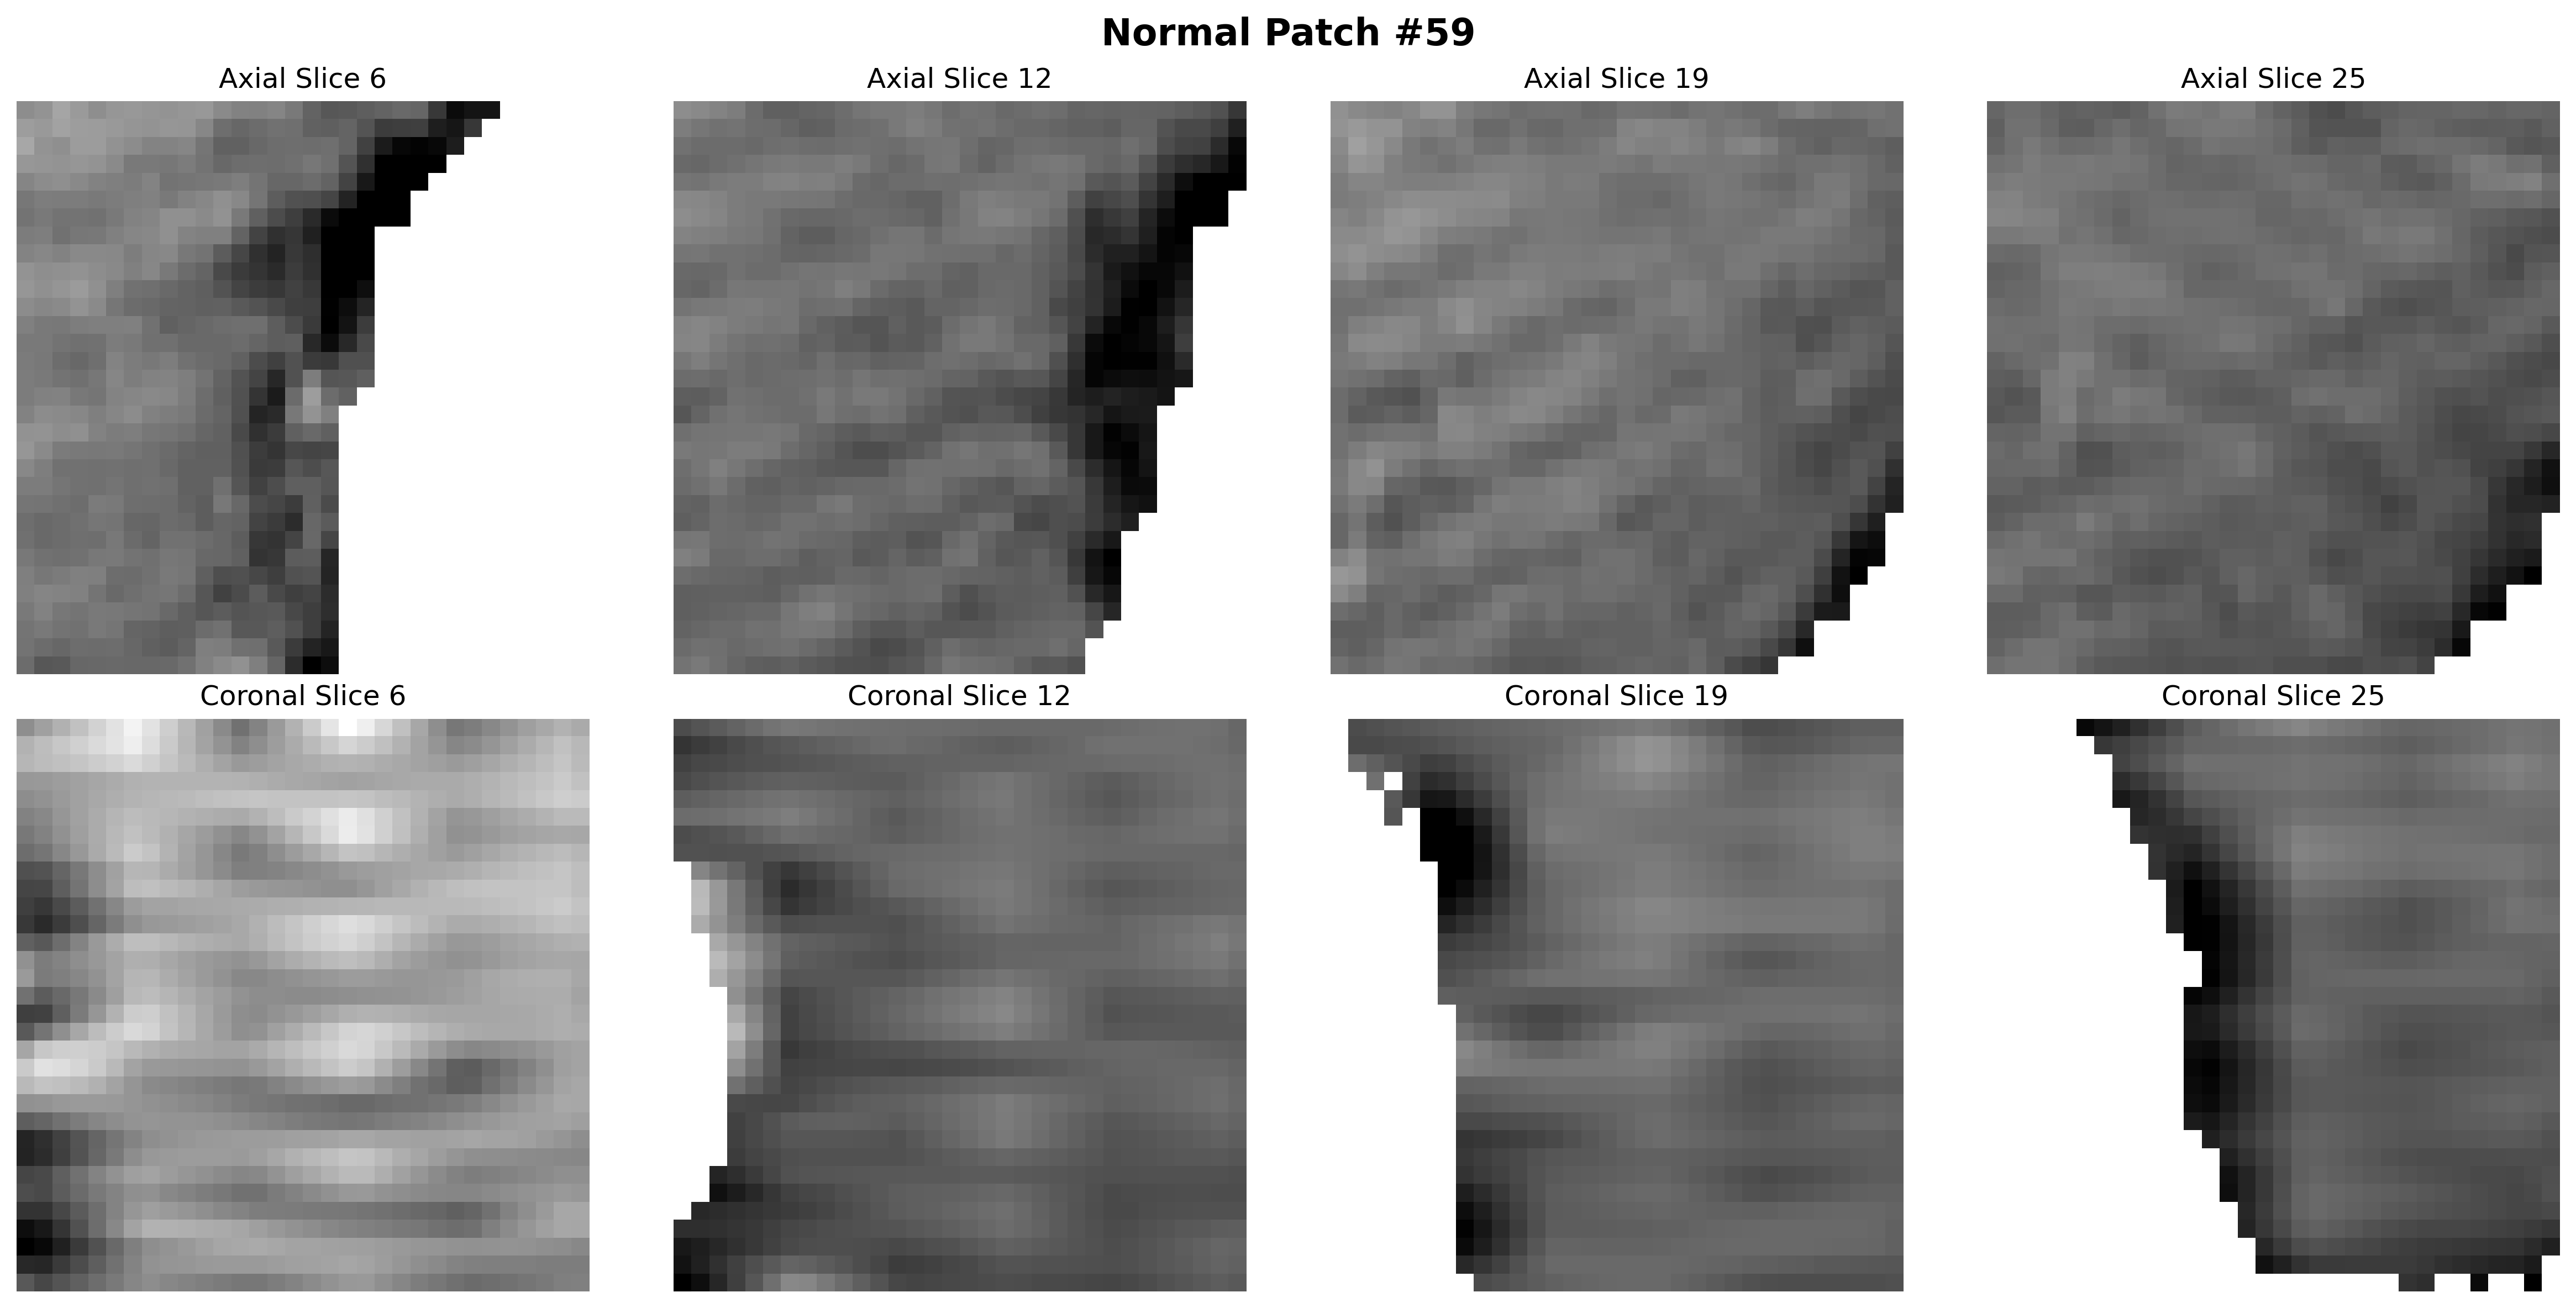 Normal Patch #59
Axial Slice 6
Axial Slice 12
Axial Slice 19
Axial Slice 25
Coronal Slice 6
Coronal Slice 12
Coronal Slice 19
Coronal Slice 25